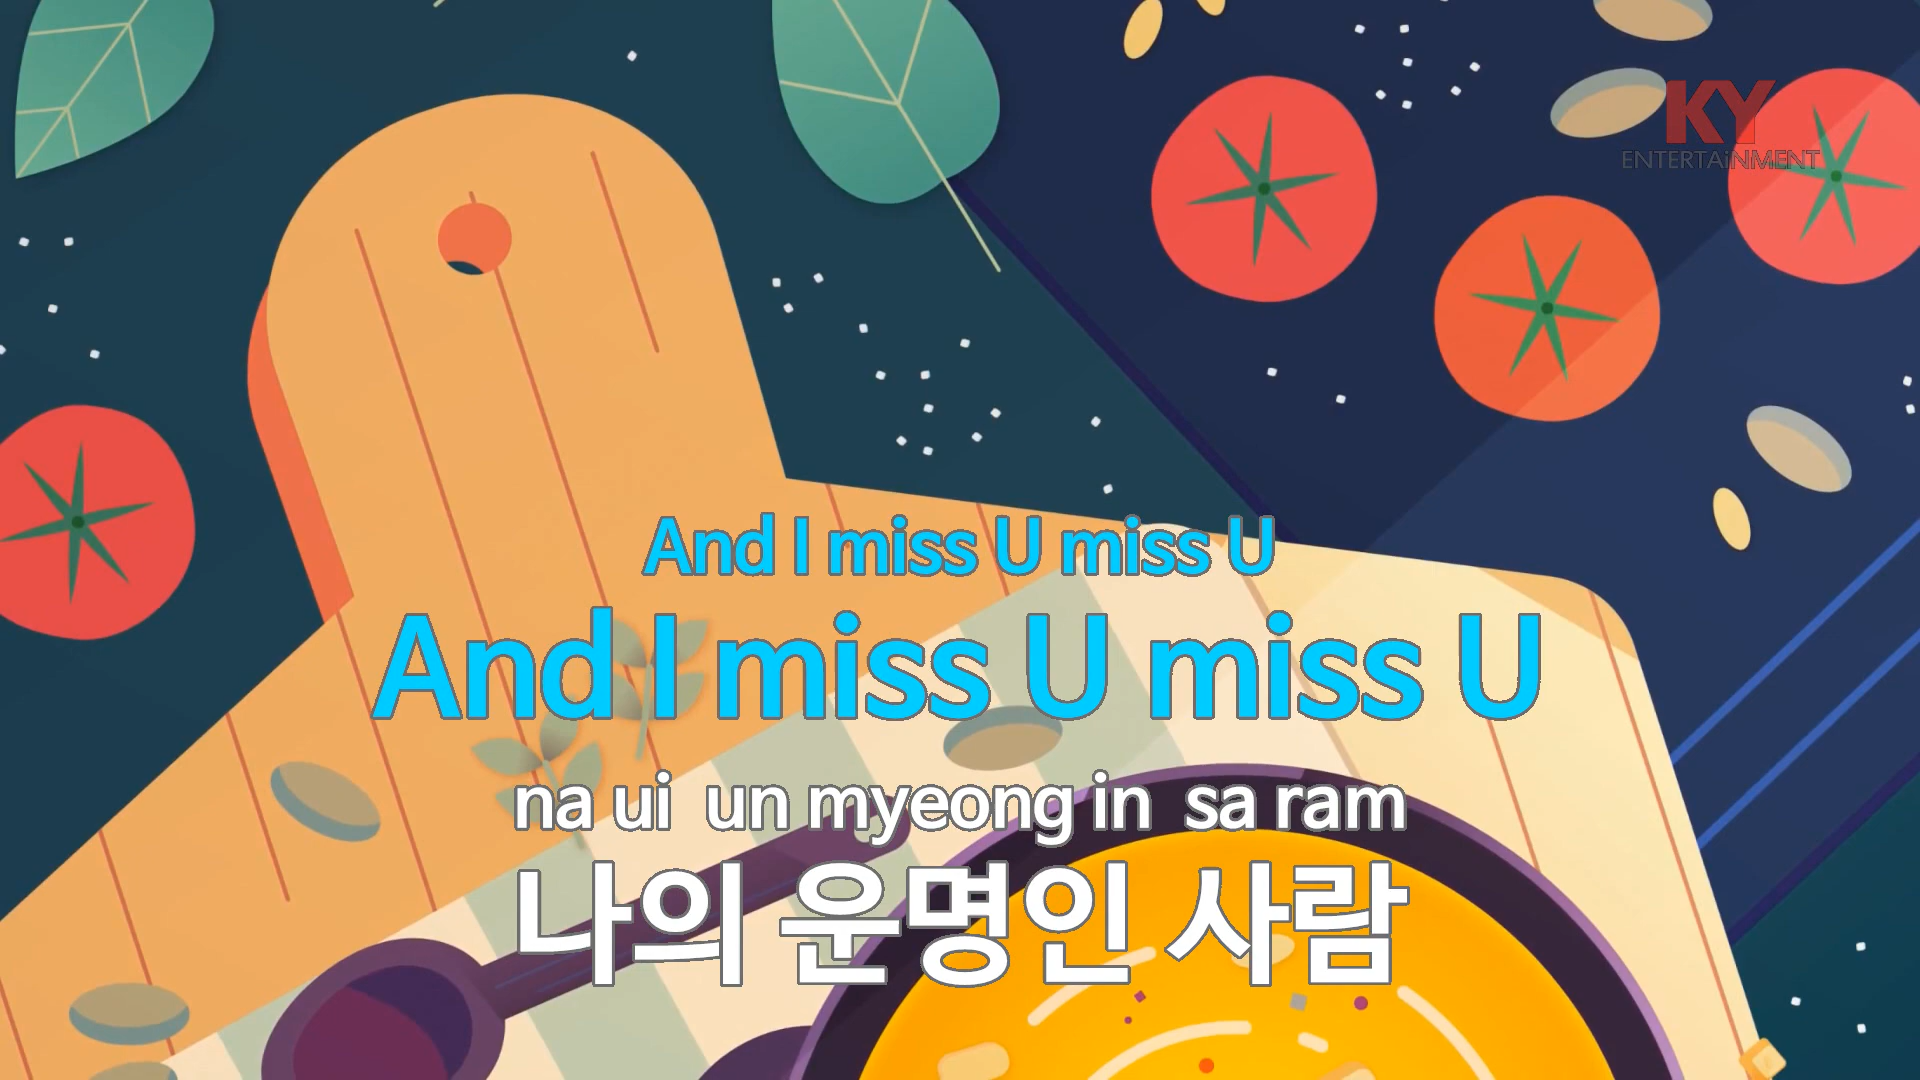 KY
ENTERTAiNMENT
And I miss U miss U
And I miss U miss U
na ui un myeong in sa ram
나의 운명인 사람